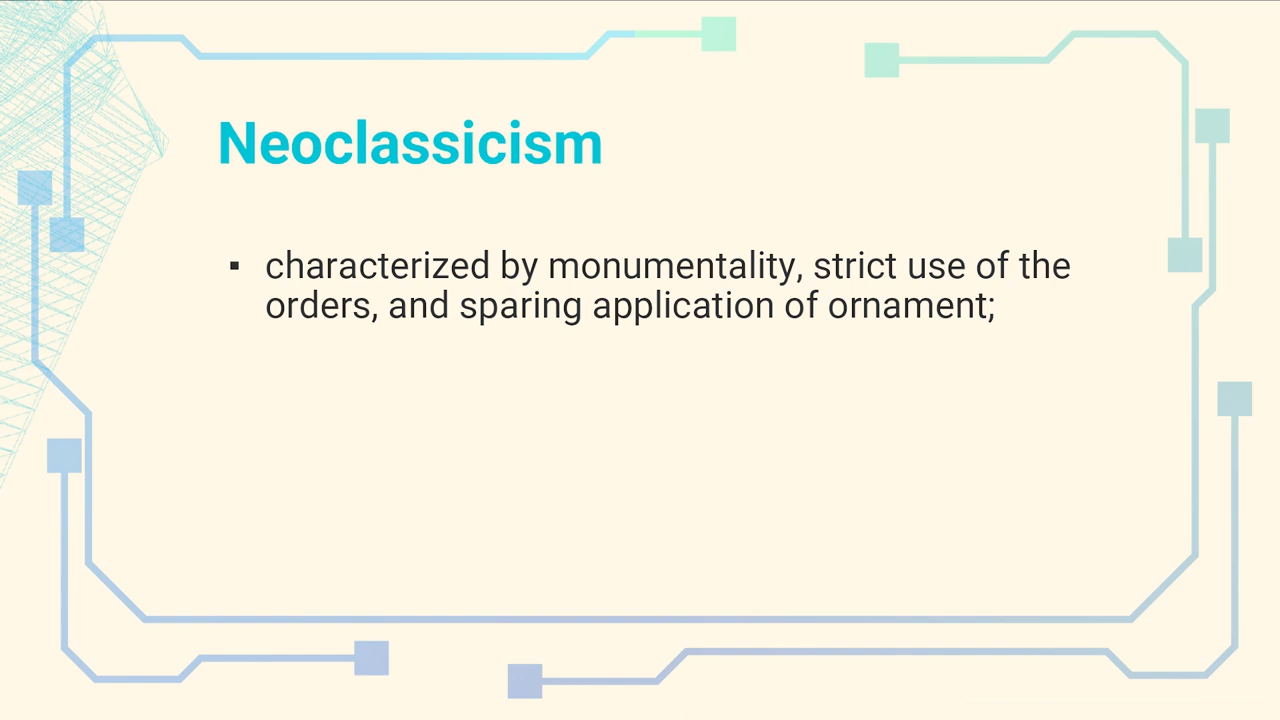 Neoclassicism
▪ characterized by monumentality, strict use of the
orders, and sparing application of ornament;